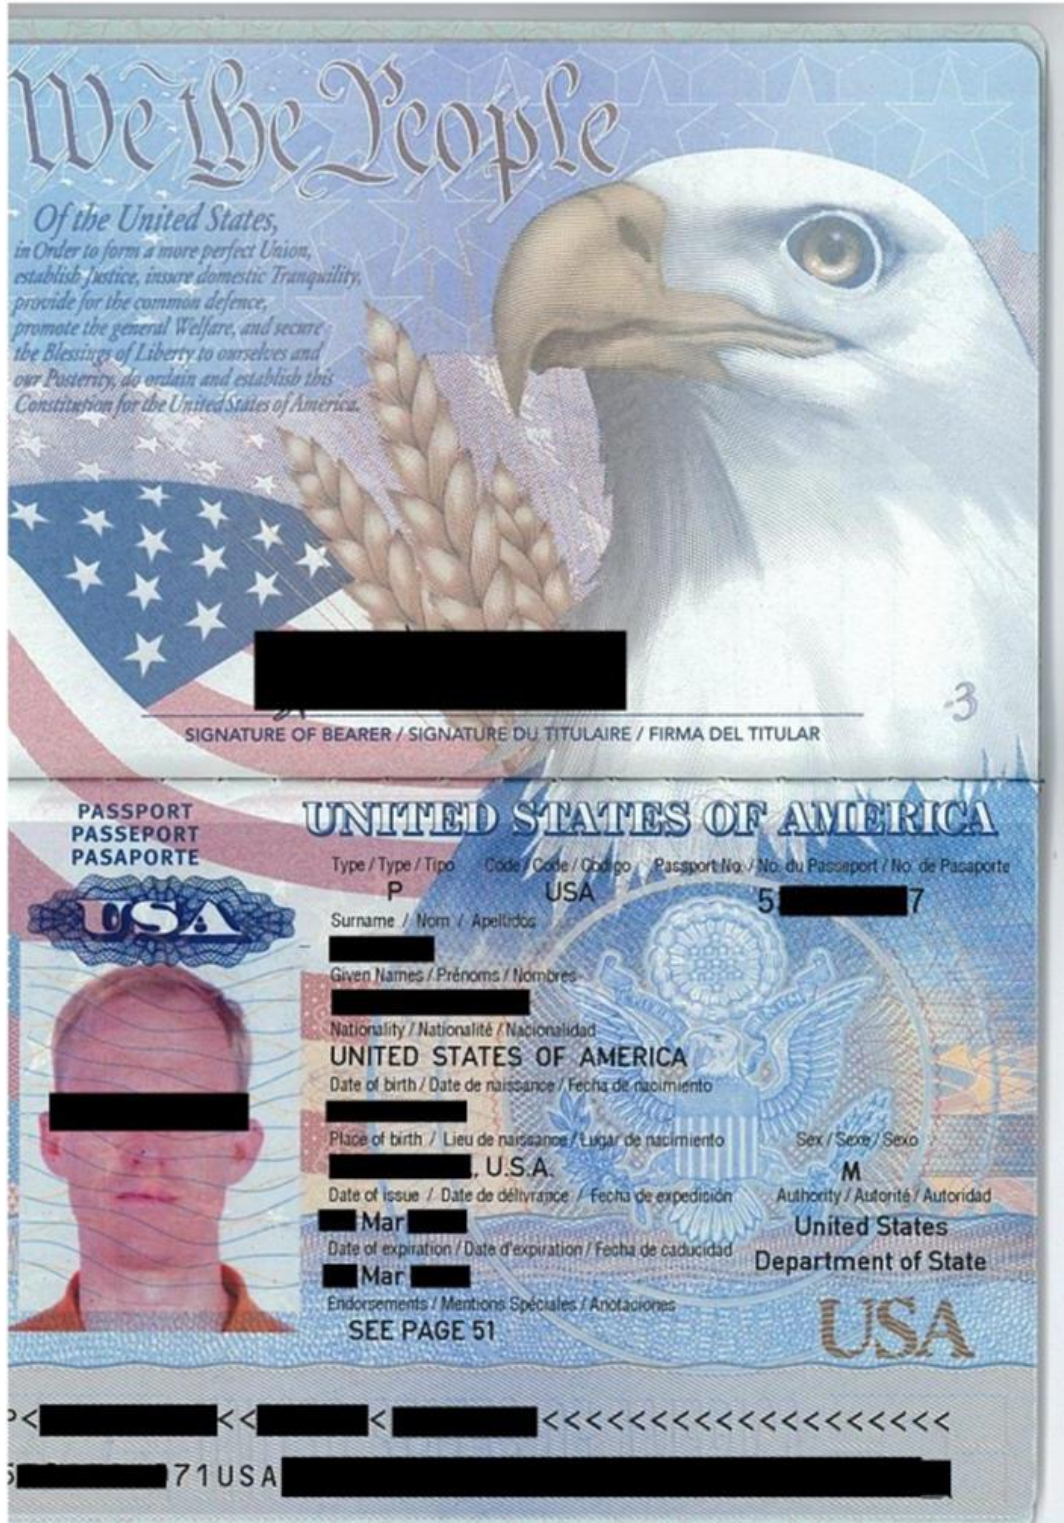 We the People
Of the United States,
in Order to form a more perfect Union,
establish Justice, insure domestic Tranquility,
provide for the common defence,
promote the general Welfare, and secure
the Blessings of Liberty to ourselves and
our Posterity, do ordain and establish this
Constitution for the United States of America.
3
SIGNATURE OF BEARER / SIGNATURE DU TITULAIRE / FIRMA DEL TITULAR
PASSPORT
PASSEPORT
PASAPORTE
USA
UNITED STATES OF AMERICA
Type / Type / Tipo Code / Code / Codigo Passport No. / No. du Passeport / No. de Pasaporte
P USA 5 7
Surname / Nom / Apellidos
Given Names / Prénoms / Nombres
Nationality / Nationalité / Nacionalidad
UNITED STATES OF AMERICA
Date of birth / Date de naissance / Fecha de nacimiento
Place of birth / Lieu de naissance / Lugar de nacimiento Sex / Sexe / Sexo
, U.S.A. M
Date of issue / Date de délivrance / Fecha de expedición Authority / Autorité / Autoridad
Mar United States
Date of expiration / Date d'expiration / Fecha de caducidad Department of State
Mar
Endorsements / Mentions Spéciales / Anotaciones
SEE PAGE 51
USA
P< << < <<<<<<<<<<<<<<<<<<<
5 71USA